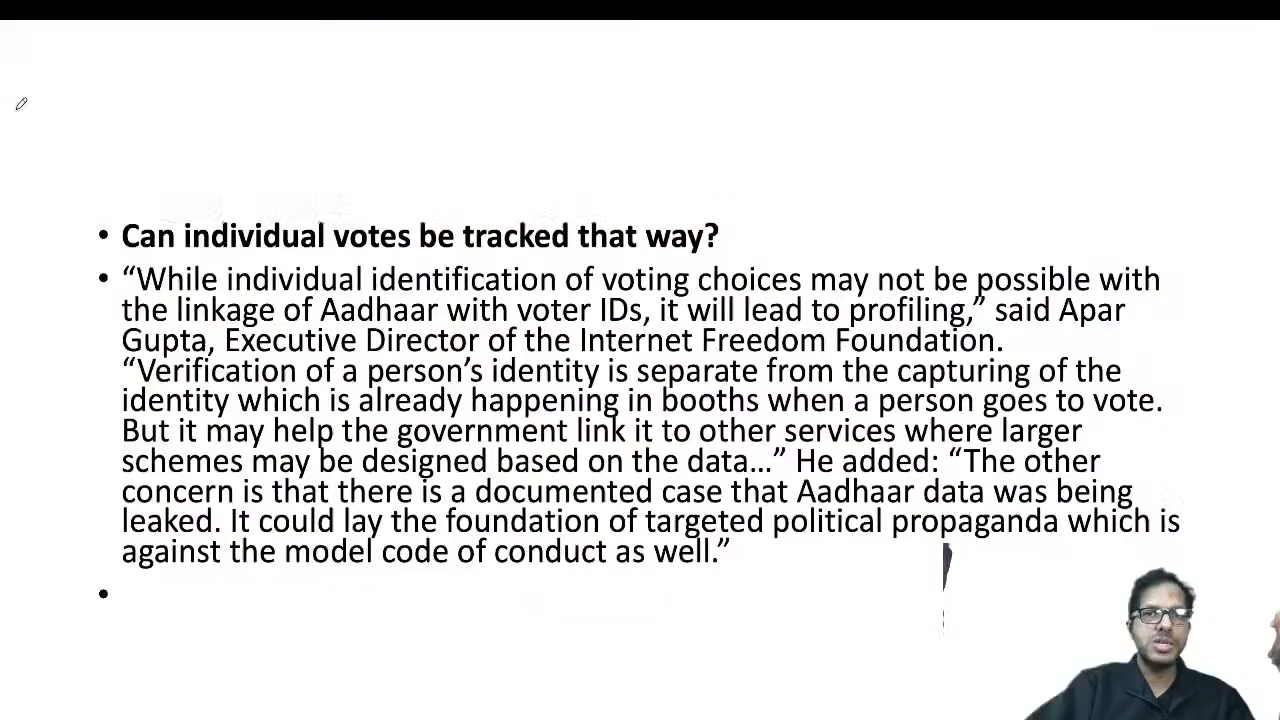 • Can individual votes be tracked that way?
• “While individual identification of voting choices may not be possible with
the linkage of Aadhaar with voter IDs, it will lead to profiling,” said Apar
Gupta, Executive Director of the Internet Freedom Foundation.
“Verification of a person’s identity is separate from the capturing of the
identity which is already happening in booths when a person goes to vote.
But it may help the government link it to other services where larger
schemes may be designed based on the data...” He added: “The other
concern is that there is a documented case that Aadhaar data was being
leaked. It could lay the foundation of targeted political propaganda which is
against the model code of conduct as well.”
•